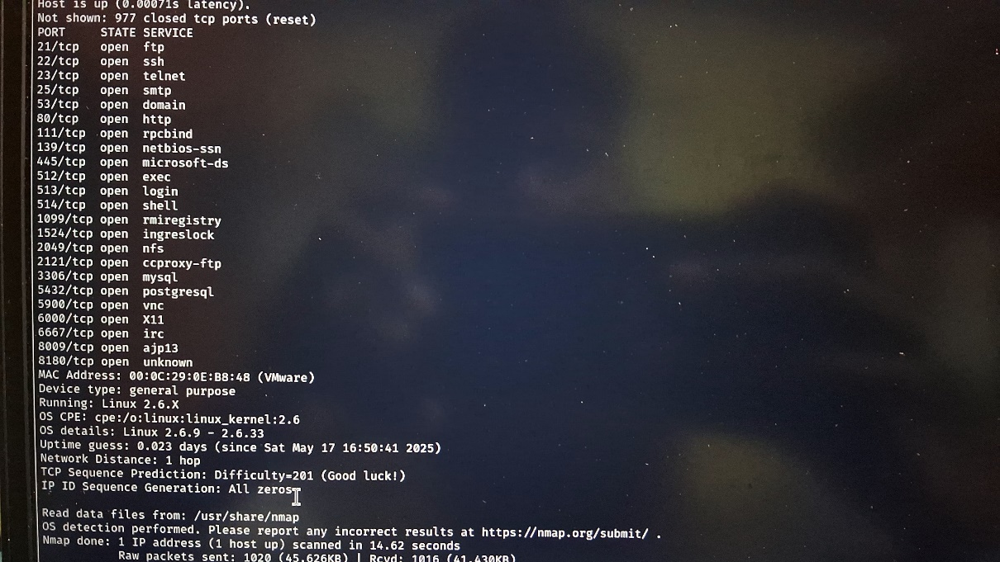 Host is up (0.00071s latency).
Not shown: 977 closed tcp ports (reset)
PORT     STATE SERVICE
21/tcp   open  ftp
22/tcp   open  ssh
23/tcp   open  telnet
25/tcp   open  smtp
53/tcp   open  domain
80/tcp   open  http
111/tcp  open  rpcbind
139/tcp  open  netbios-ssn
445/tcp  open  microsoft-ds
512/tcp  open  exec
513/tcp  open  login
514/tcp  open  shell
1099/tcp open  rmiregistry
1524/tcp open  ingreslock
2049/tcp open  nfs
2121/tcp open  ccproxy-ftp
3306/tcp open  mysql
5432/tcp open  postgresql
5900/tcp open  vnc
6000/tcp open  X11
6667/tcp open  irc
8009/tcp open  ajp13
8180/tcp open  unknown
MAC Address: 00:0C:29:0E:B8:48 (VMware)
Device type: general purpose
Running: Linux 2.6.X
OS CPE: cpe:/o:linux:linux_kernel:2.6
OS details: Linux 2.6.9 - 2.6.33
Uptime guess: 0.023 days (since Sat May 17 16:50:41 2025)
Network Distance: 1 hop
TCP Sequence Prediction: Difficulty=201 (Good luck!)
IP ID Sequence Generation: All zeros
Read data files from: /usr/share/nmap
OS detection performed. Please report any incorrect results at https://nmap.org/submit/ .
Nmap done: 1 IP address (1 host up) scanned in 14.62 seconds
Raw packets sent: 1020 (45.626KB) | Rcvd: 1016 (41.430KB)